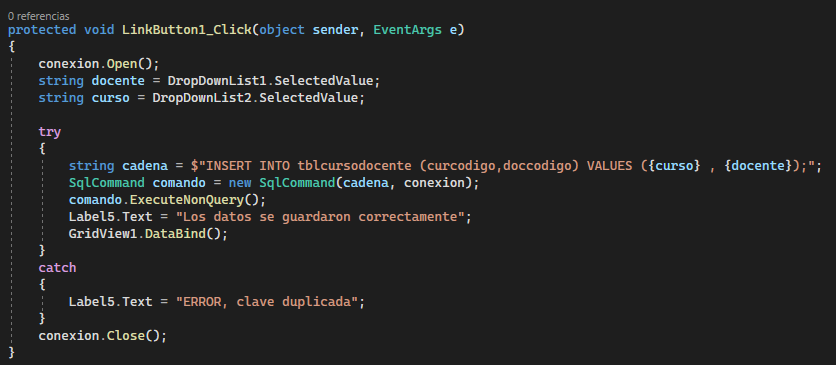 0 referencias
protected void LinkButton1_Click(object sender, EventArgs e)
{
    conexion.Open();
    string docente = DropDownList1.SelectedValue;
    string curso = DropDownList2.SelectedValue;

    try
    {
        string cadena = $"INSERT INTO tblcursodocente (curcodigo,doccodigo) VALUES ({curso} , {docente});";
        SqlCommand comando = new SqlCommand(cadena, conexion);
        comando.ExecuteNonQuery();
        Label5.Text = "Los datos se guardaron correctamente";
        GridView1.DataBind();
    }
    catch
    {
        Label5.Text = "ERROR, clave duplicada";
    }
    conexion.Close();
}